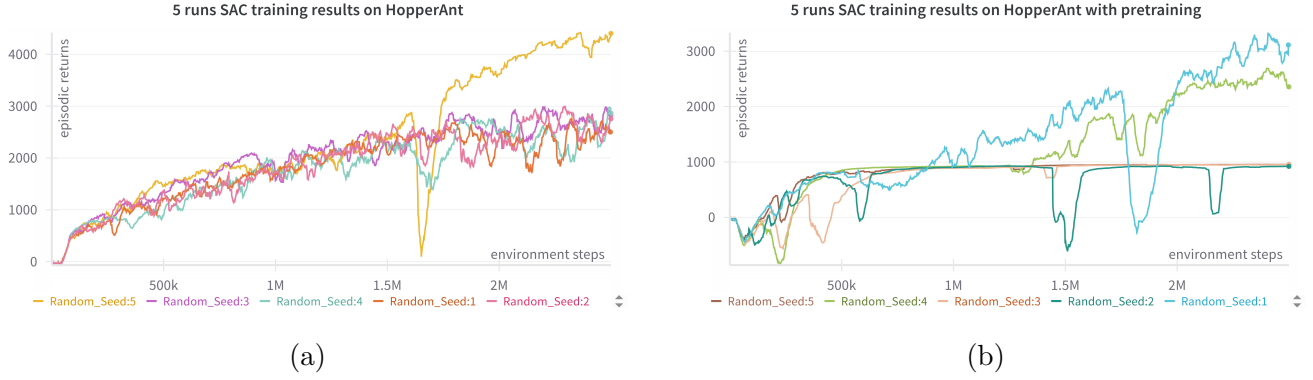 5 runs SAC training results on HopperAnt
episodic returns
4000
3000
2000
1000
0
environment steps
500k 1M 1.5M 2M
Random_Seed:5 Random_Seed:3 Random_Seed:4 Random_Seed:1 Random_Seed:2
(a)
5 runs SAC training results on HopperAnt with pretraining
episodic returns
3000
2000
1000
0
environment steps
500k 1M 1.5M 2M
Random_Seed:5 Random_Seed:4 Random_Seed:3 Random_Seed:2 Random_Seed:1
(b)